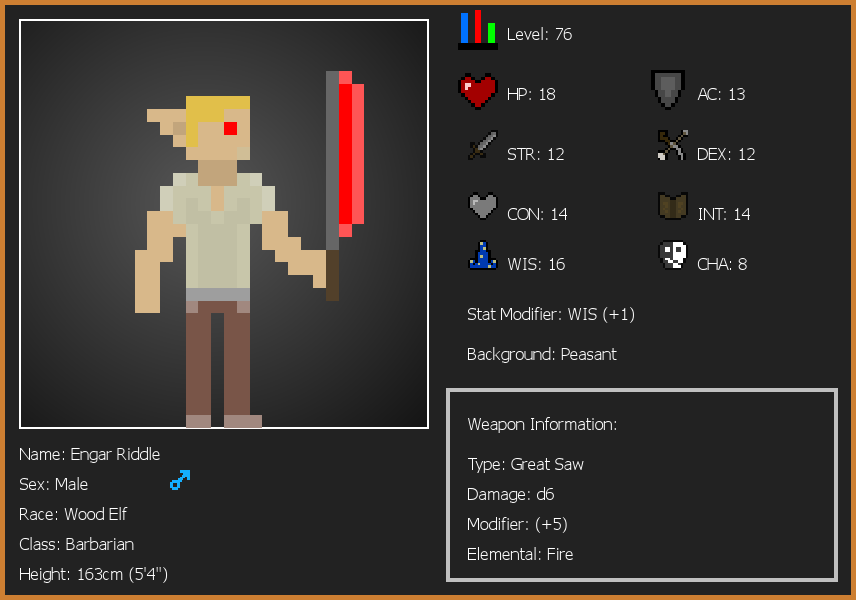 Level: 76
HP: 18
AC: 13
STR: 12
DEX: 12
CON: 14
INT: 14
WIS: 16
CHA: 8
Stat Modifier: WIS (+1)
Background: Peasant
Weapon Information:
Type: Great Saw
Damage: d6
Modifier: (+5)
Elemental: Fire
Name: Engar Riddle
Sex: Male
Race: Wood Elf
Class: Barbarian
Height: 163cm (5'4")